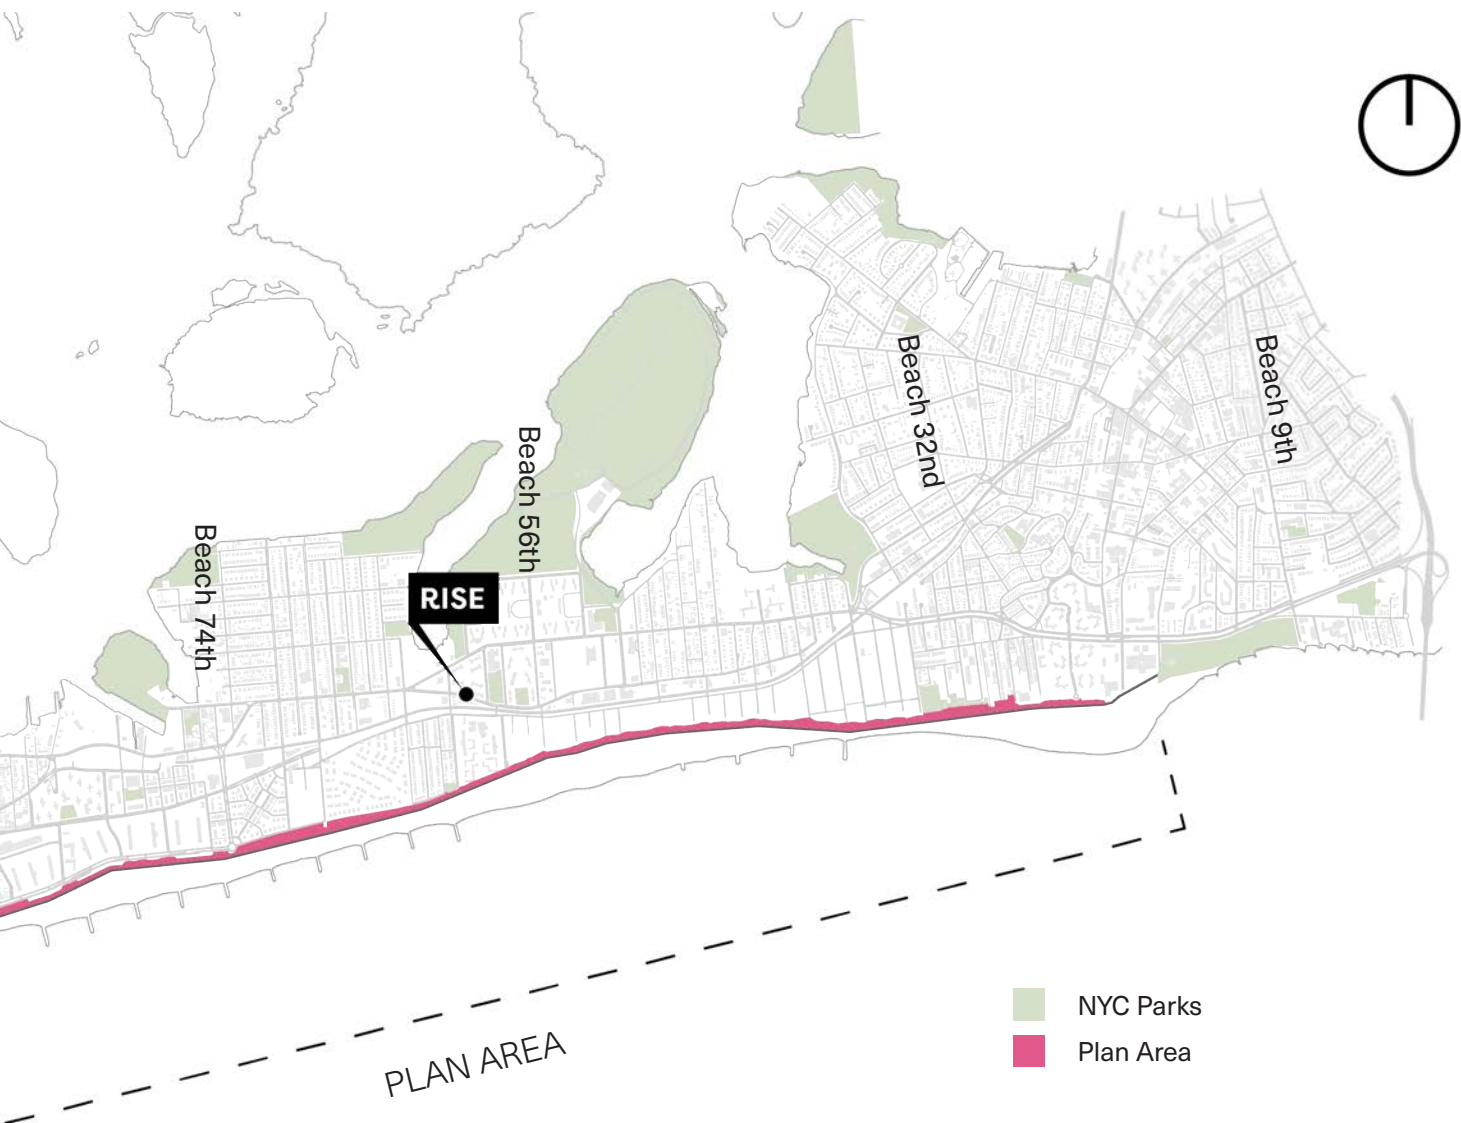 Beach 32nd
Beach 9th
Beach 56th
Beach 74th
RISE
PLAN AREA
NYC Parks
Plan Area